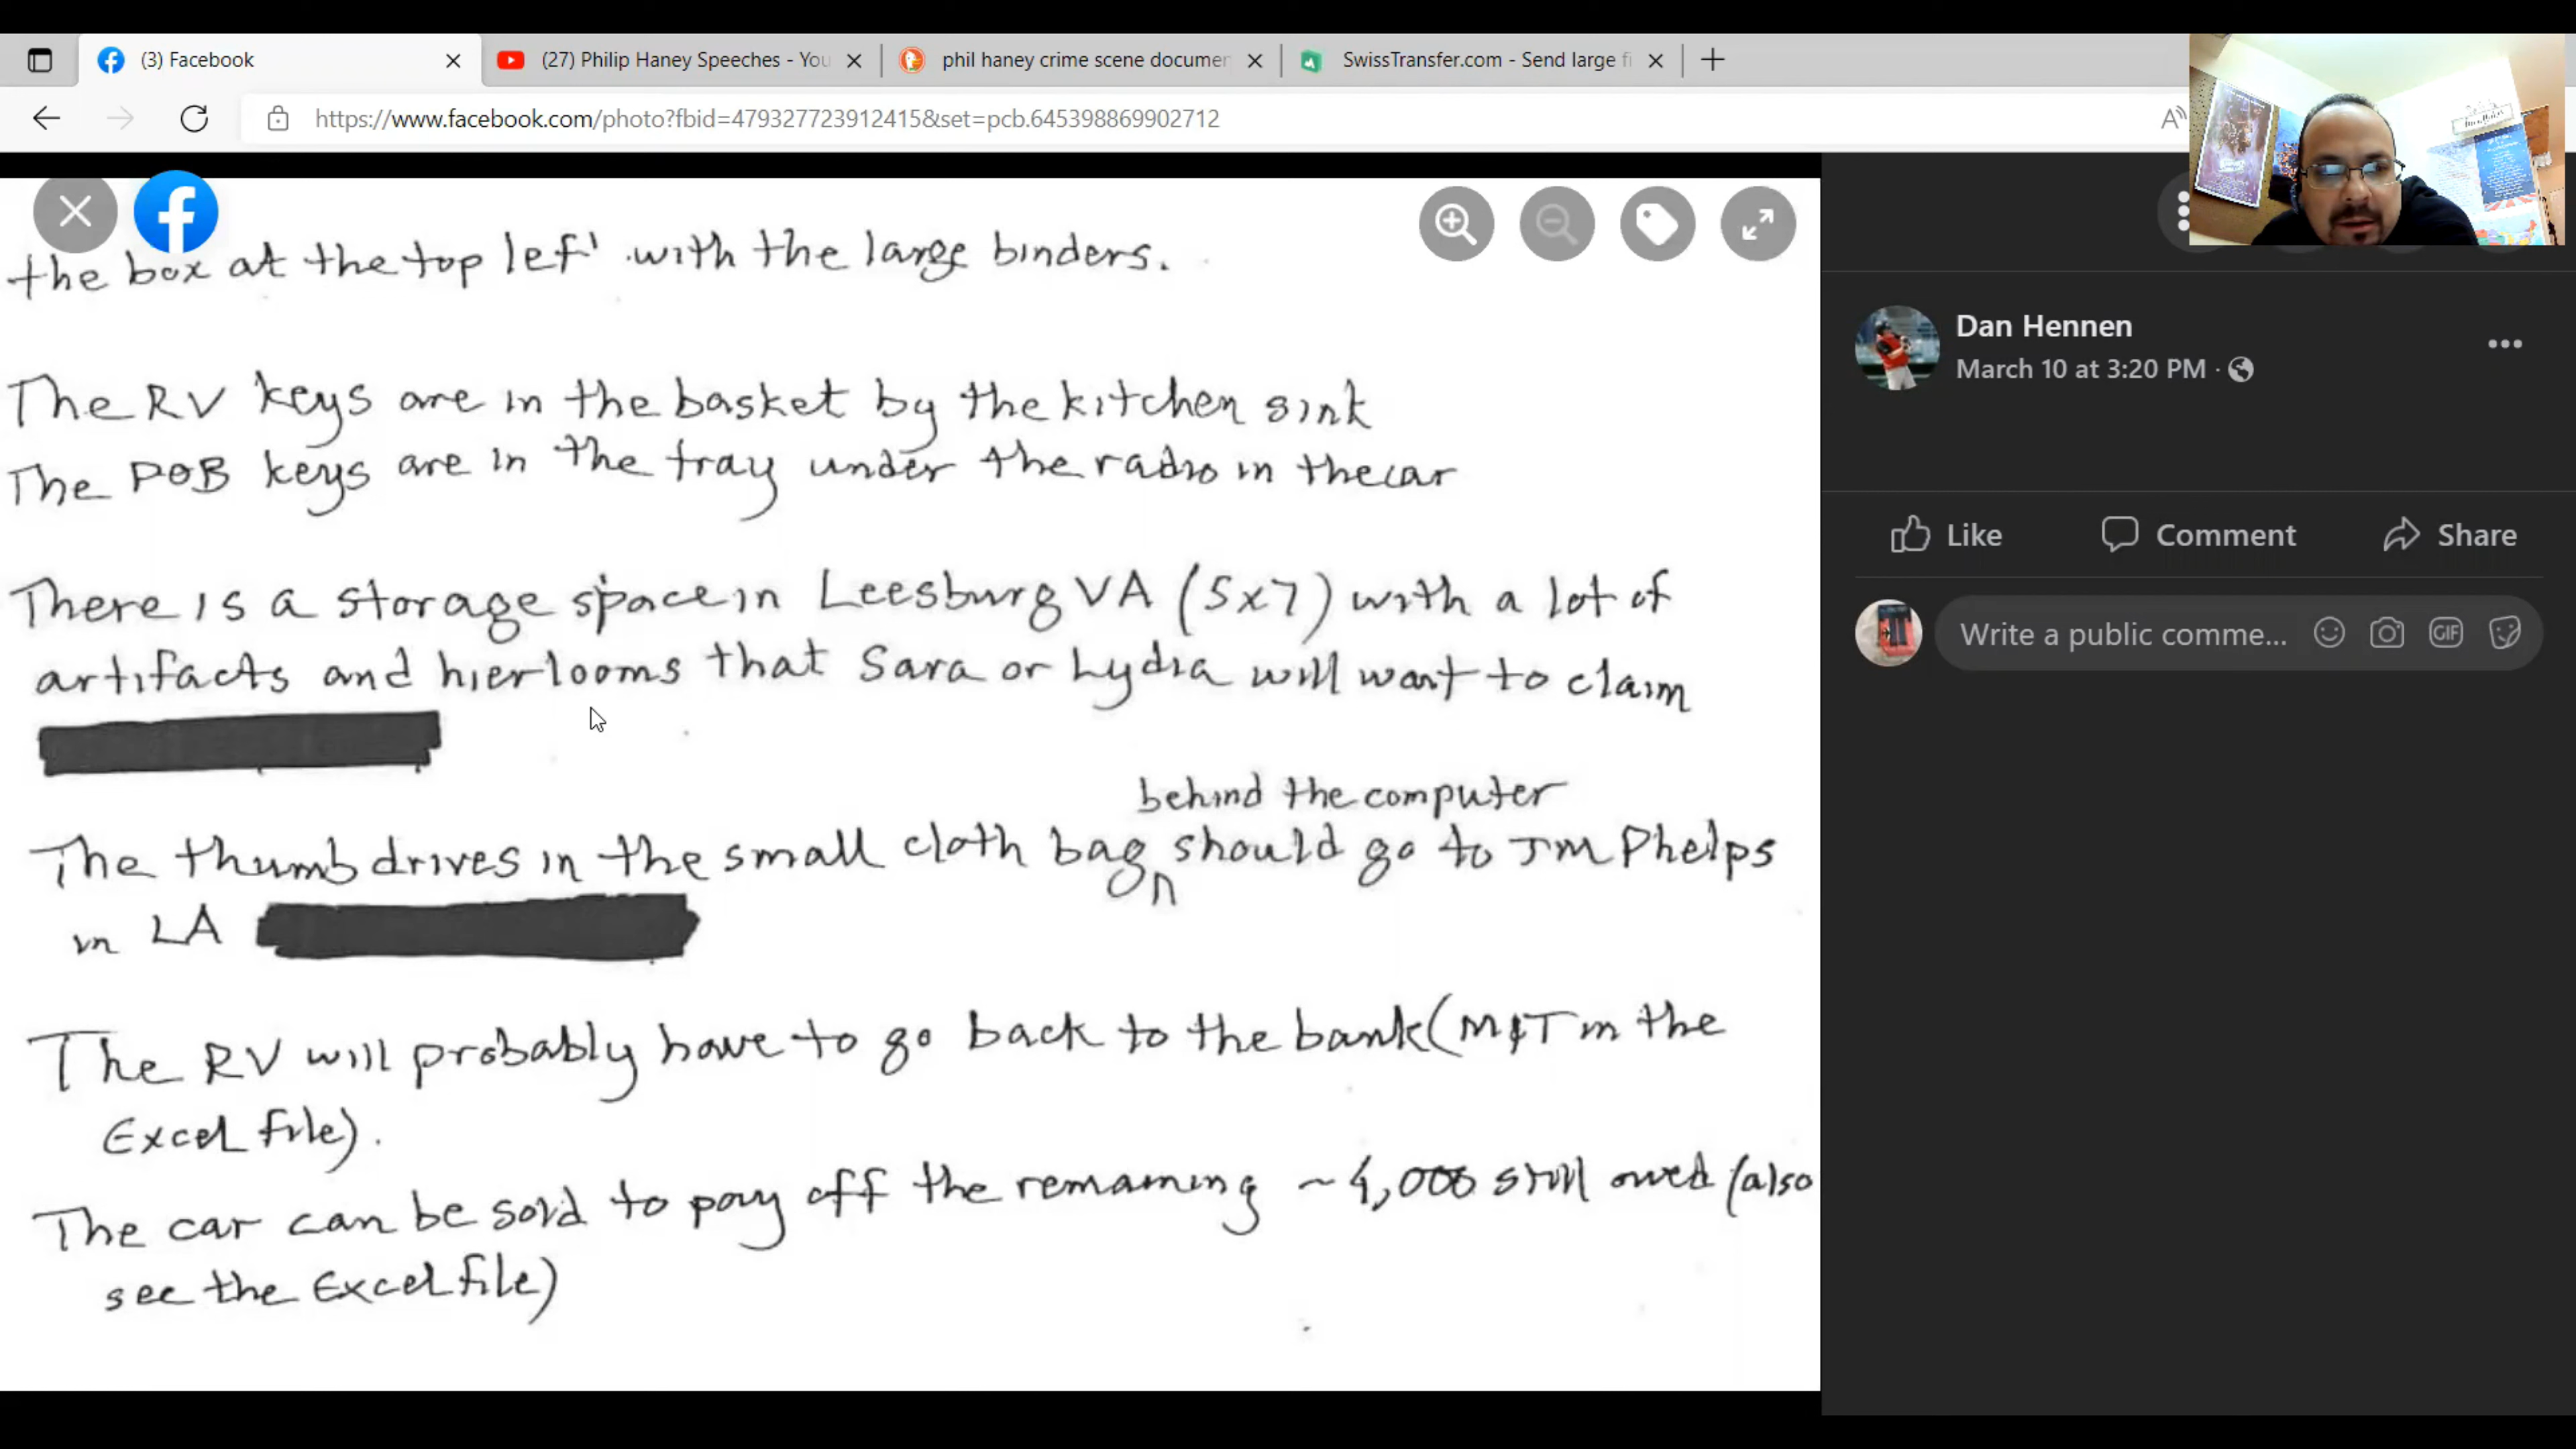 (3) Facebook
(27) Philip Haney Speeches - You
phil haney crime scene documen
SwissTransfer.com - Send large fi
https://www.facebook.com/photo?fbid=479327723912415&set=pcb.645398869902712
the box at the top left with the large binders.
The RV keys are in the basket by the kitchen sink
The POB keys are in the tray under the radio in the car
There is a storage space in Leesburg VA (5x7) with a lot of
artifacts and hierlooms that Sara or Lydia will want to claim
behind the computer
The thumb drives in the small cloth bag should go to JM Phelps
in LA
The RV will probably have to go back to the bank (M&T in the
Excel file).
The car can be sold to pay off the remaining ~4,000 still owed (also
see the Excel file)
Dan Hennen
March 10 at 3:20 PM ·
Like
Comment
Share
Write a public comme...
GIF